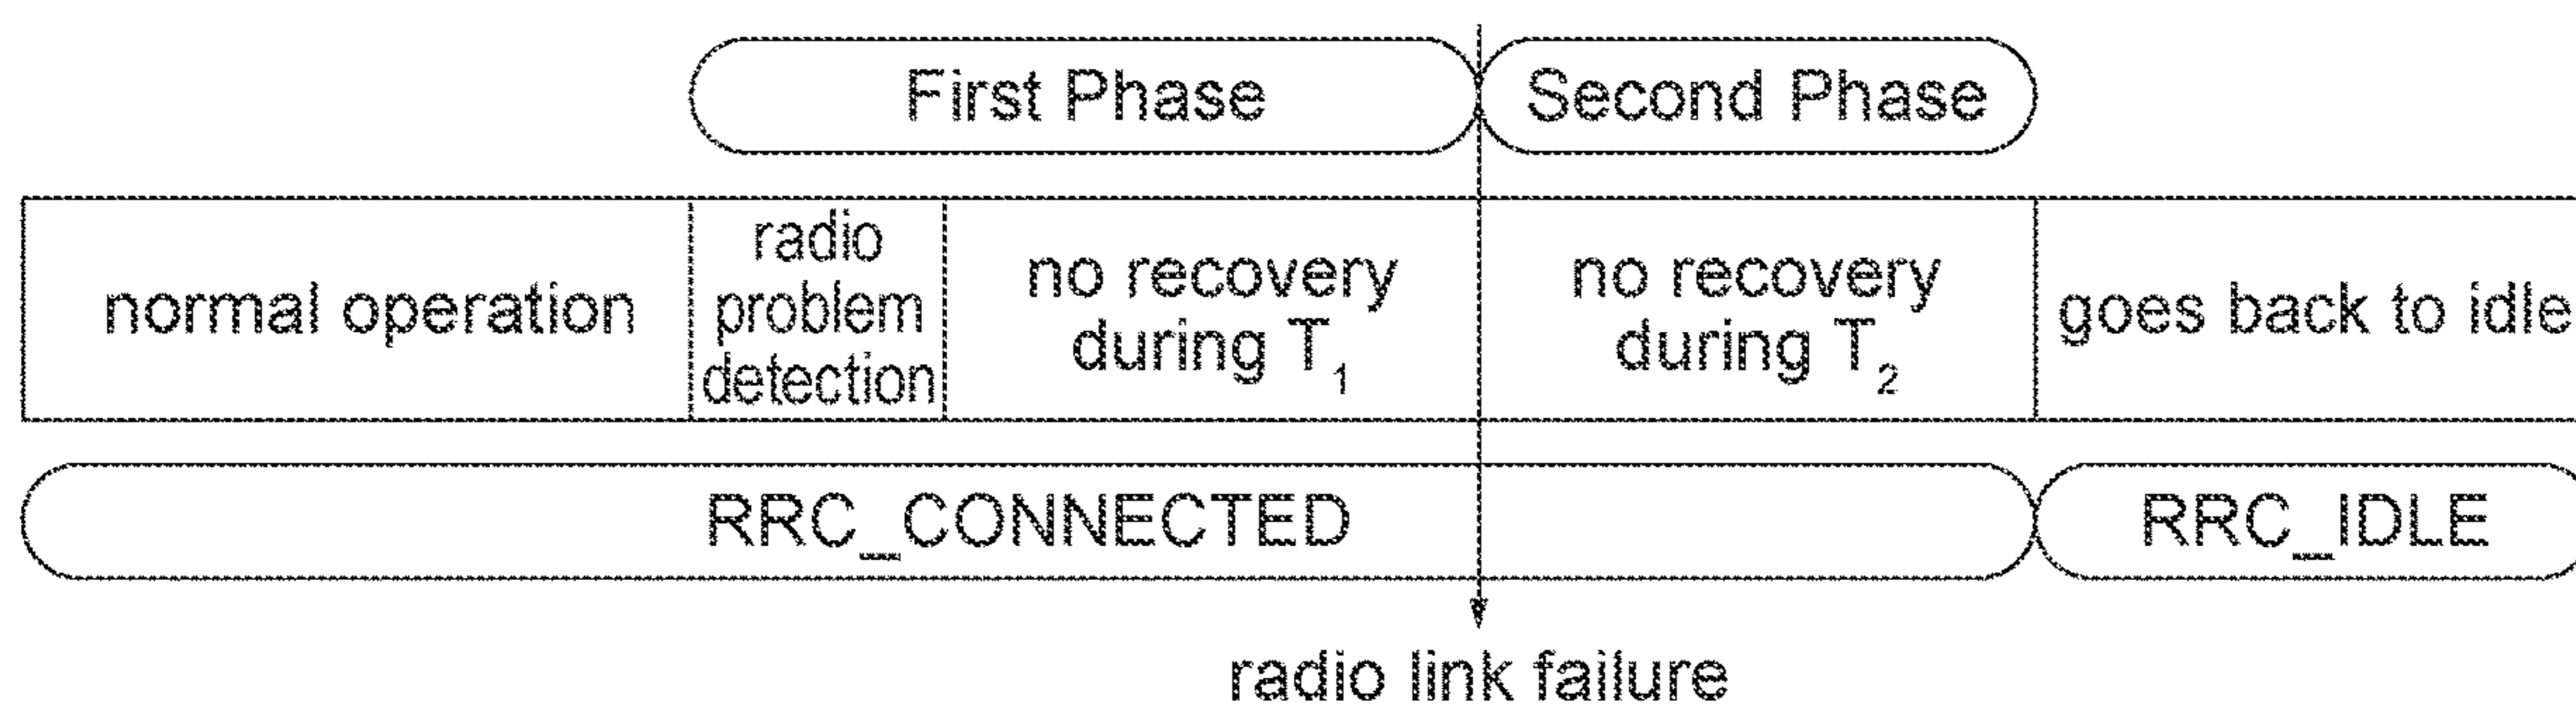 First Phase
Second Phase
normal operation
radio
problem
detection
no recovery
during T₁
no recovery
during T₂
goes back to idle
RRC_CONNECTED
RRC_IDLE
radio link failure